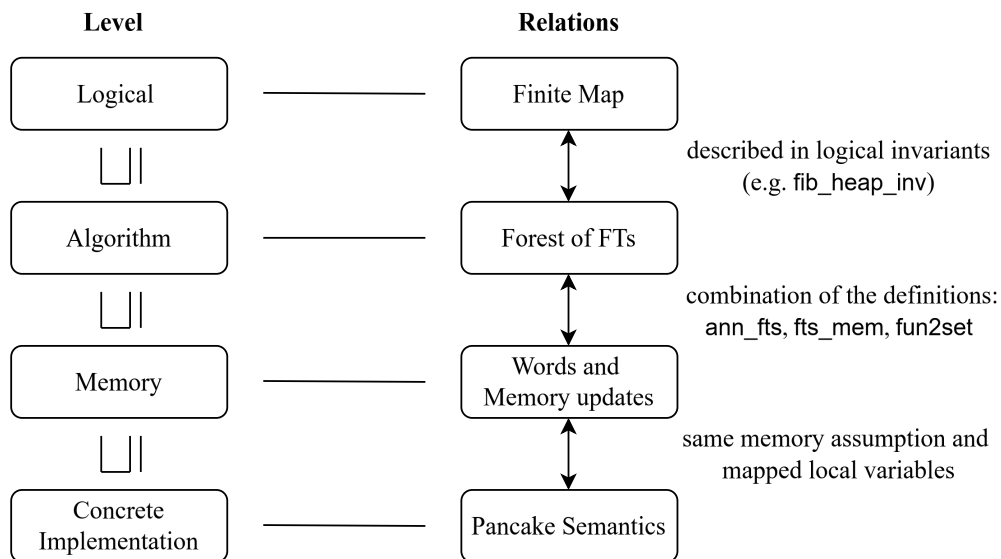 Level
Relations
Logical
Finite Map
described in logical invariants
(e.g. fib_heap_inv)
Algorithm
Forest of FTs
combination of the definitions:
ann_fts, fts_mem, fun2set
Memory
Words and
Memory updates
same memory assumption and
mapped local variables
Concrete
Implementation
Pancake Semantics